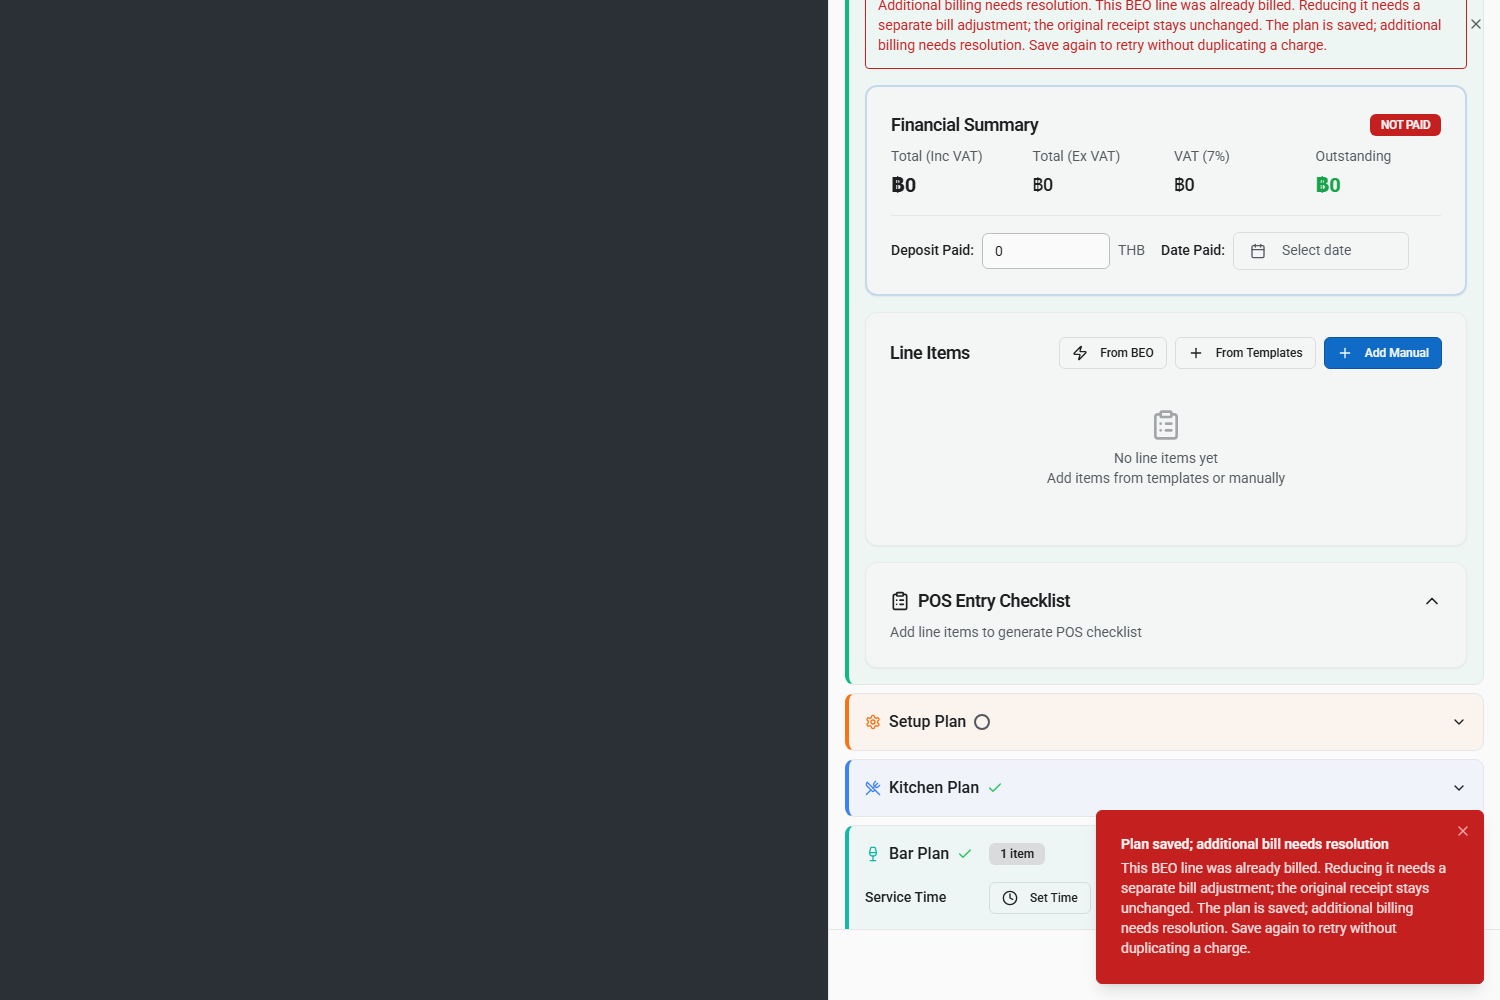 Additional billing needs resolution. This BEO line was already billed. Reducing it needs a
separate bill adjustment; the original receipt stays unchanged. The plan is saved; additional
billing needs resolution. Save again to retry without duplicating a charge.
Financial Summary
NOT PAID
Total (Inc VAT)
Total (Ex VAT)
VAT (7%)
Outstanding
฿0
฿0
฿0
฿0
Deposit Paid:
0
THB
Date Paid:
Select date
Line Items
From BEO
From Templates
Add Manual
No line items yet
Add items from templates or manually
POS Entry Checklist
Add line items to generate POS checklist
Setup Plan
Kitchen Plan
Bar Plan
1 item
Service Time
Set Time
Plan saved; additional bill needs resolution
This BEO line was already billed. Reducing it needs a
separate bill adjustment; the original receipt stays
unchanged. The plan is saved; additional billing
needs resolution. Save again to retry without
duplicating a charge.